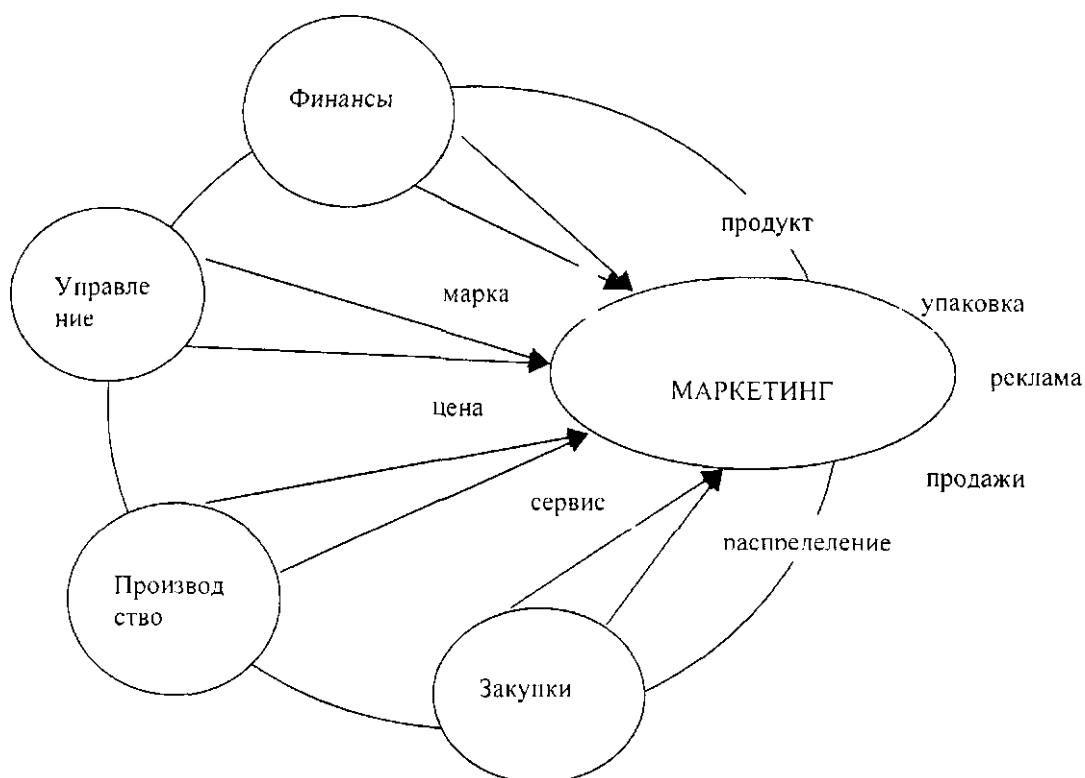 Финансы
продукт
Управле
ние
марка
упаковка
МАРКЕТИНГ
реклама
цена
продажи
сервис
распределение
Производ
ство
Закупки